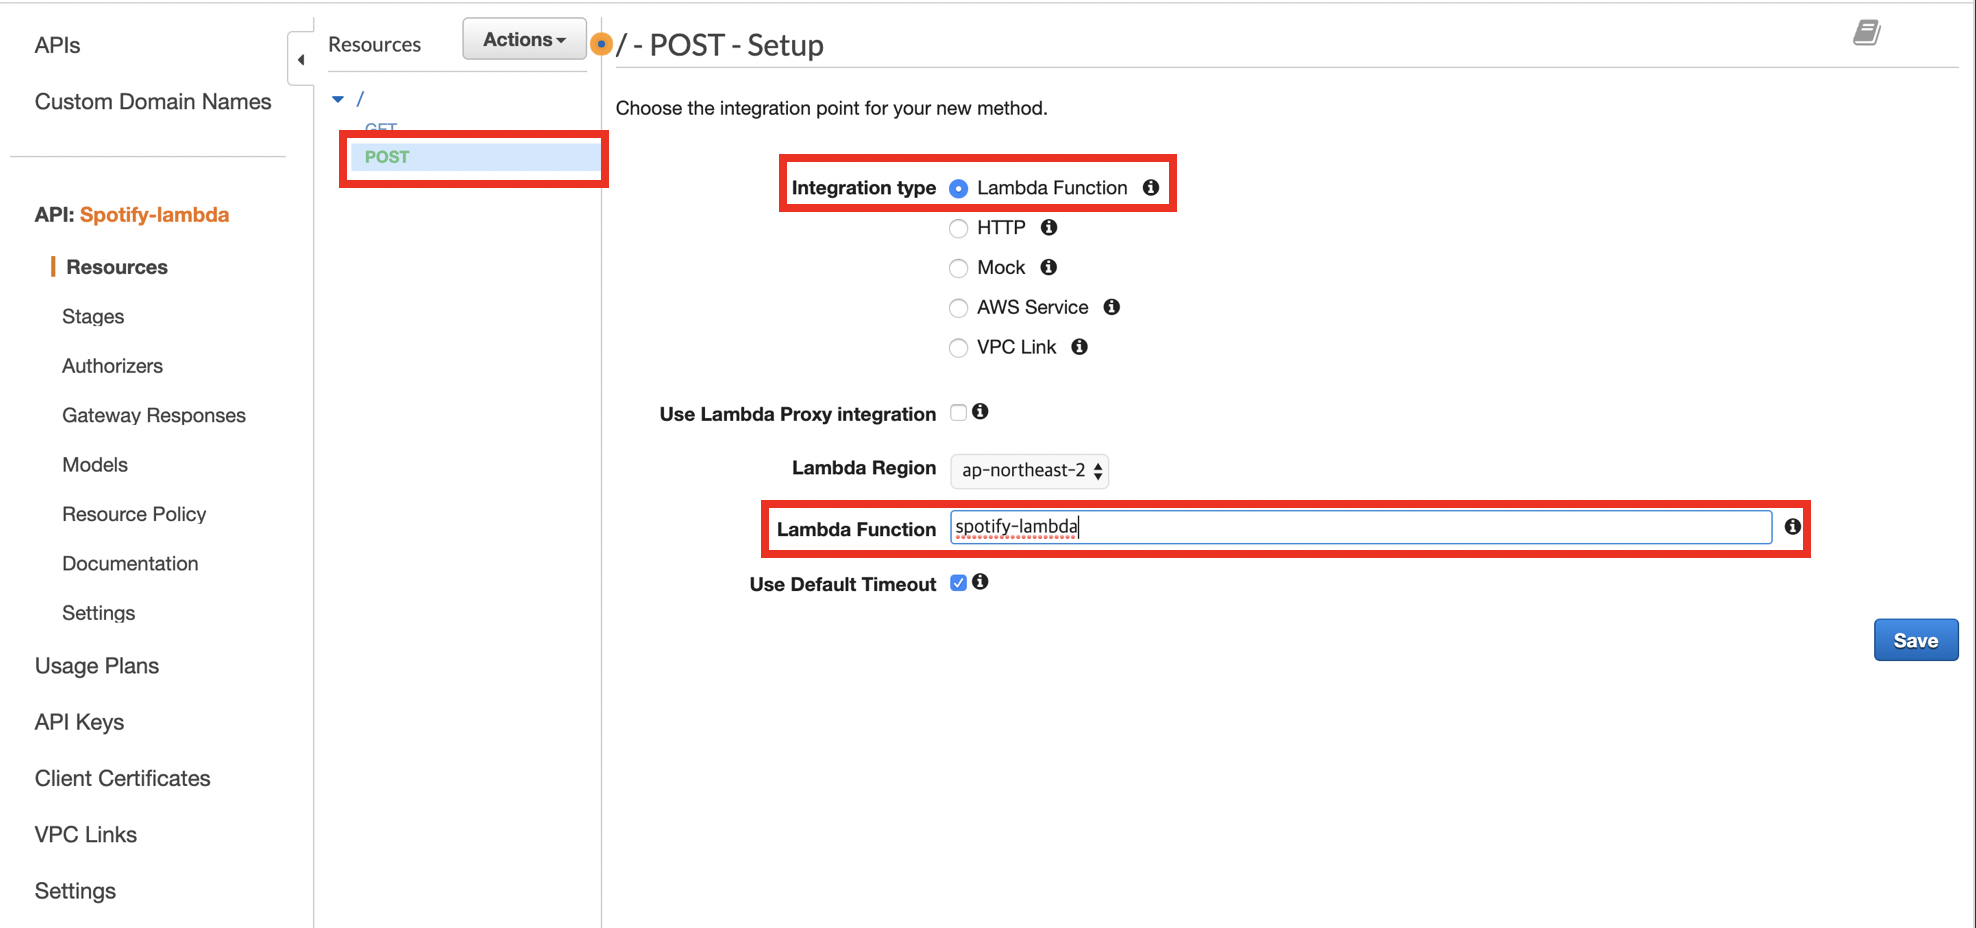 APIs
Custom Domain Names
API: Spotify-lambda
Resources
Stages
Authorizers
Gateway Responses
Models
Resource Policy
Documentation
Settings
Usage Plans
API Keys
Client Certificates
VPC Links
Settings
Resources
Actions
/
GET
POST
/ - POST - Setup
Choose the integration point for your new method.
Integration type Lambda Function
HTTP
Mock
AWS Service
VPC Link
Use Lambda Proxy integration
Lambda Region ap-northeast-2
Lambda Function spotify-lambda
Use Default Timeout
Save